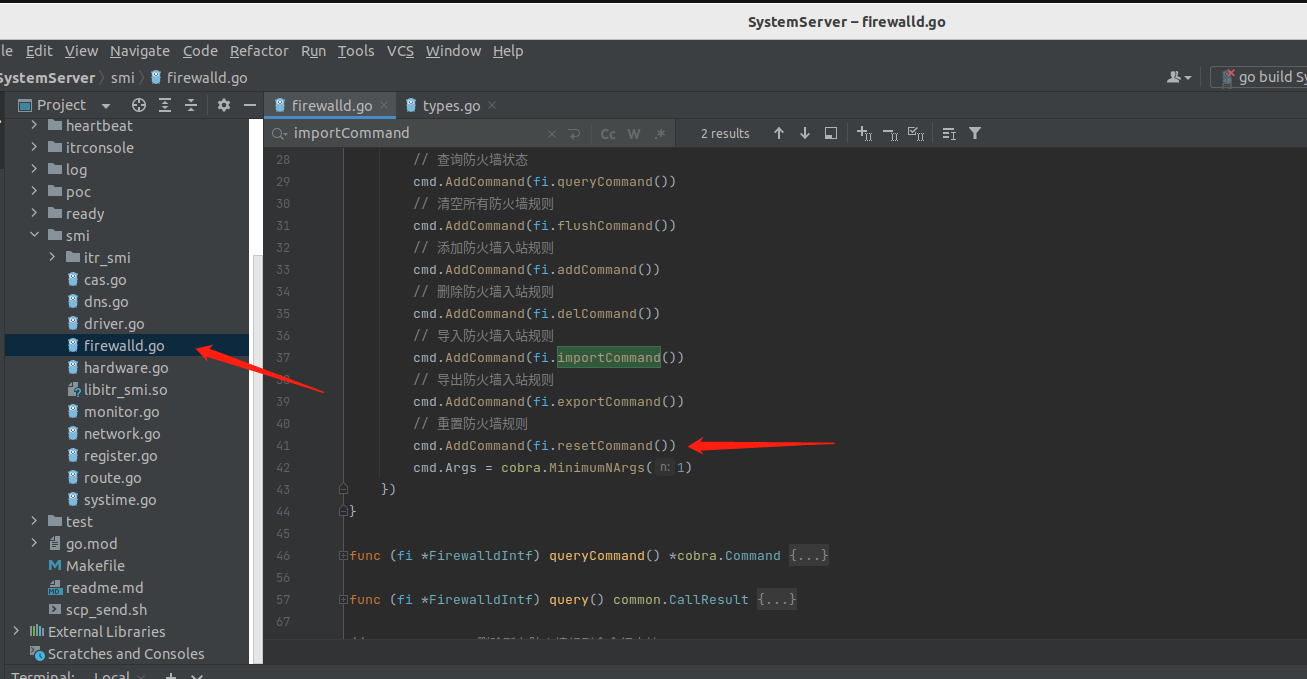 SystemServer – firewalld.go
le Edit View Navigate Code Refactor Run Tools VCS Window Help
SystemServer smi firewalld.go go build Sy
Project firewalld.go types.go
importCommand Cc W .* 2 results
heartbeat
itrconsole
log
poc
ready
smi
itr_smi
cas.go
dns.go
driver.go
firewalld.go
hardware.go
libitr_smi.so
monitor.go
network.go
register.go
route.go
systime.go
test
go.mod
Makefile
readme.md
scp_send.sh
External Libraries
Scratches and Consoles
28 // 查询防火墙状态
29 cmd.AddCommand(fi.queryCommand())
30 // 清空所有防火墙规则
31 cmd.AddCommand(fi.flushCommand())
32 // 添加防火墙入站规则
33 cmd.AddCommand(fi.addCommand())
34 // 删除防火墙入站规则
35 cmd.AddCommand(fi.delCommand())
36 // 导入防火墙入站规则
37 cmd.AddCommand(fi.importCommand())
38 // 导出防火墙入站规则
39 cmd.AddCommand(fi.exportCommand())
40 // 重置防火墙规则
41 cmd.AddCommand(fi.resetCommand())
42 cmd.Args = cobra.MinimumNArgs( n: 1)
43 })
44 }
45
46 func (fi *FirewalldIntf) queryCommand() *cobra.Command {...}
56
57 func (fi *FirewalldIntf) query() common.CallResult {...}
67
Terminal: Local